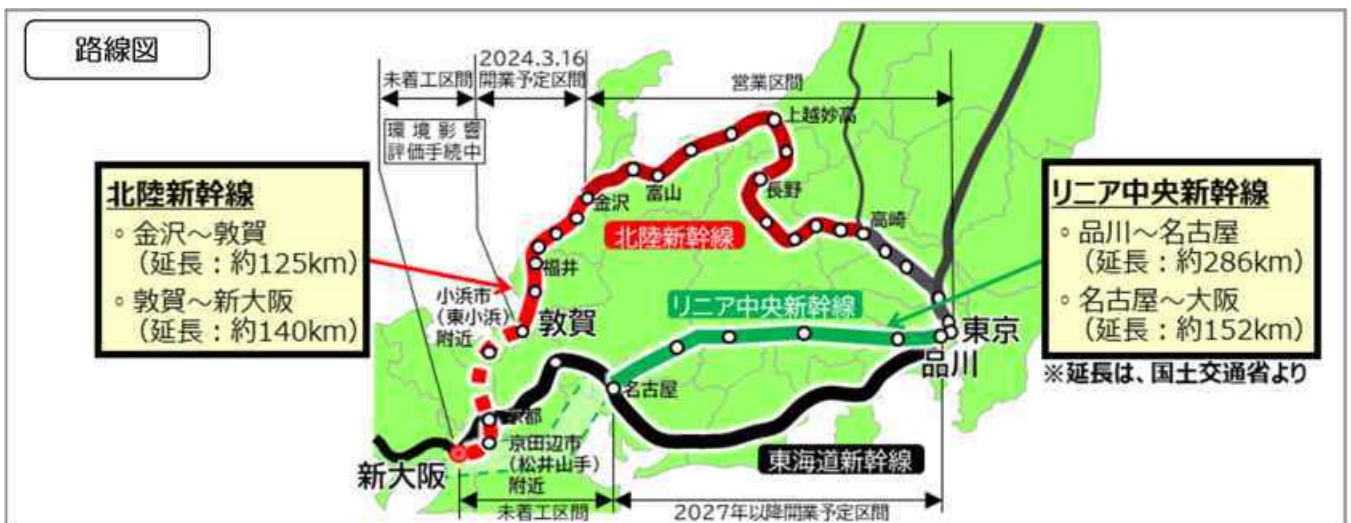 路線図
2024.3.16
未着工区間
開業予定区間
営業区間
環境影響
評価手続中
上越妙高
北陸新幹線
。金沢～敦賀
（延長：約125km）
。敦賀～新大阪
（延長：約140km）
リニア中央新幹線
。品川～名古屋
（延長：約286km）
。名古屋～大阪
（延長：約152km）
※延長は、国土交通省より
金沢
富山
長野
高崎
北陸新幹線
福井
小浜市
（東小浜）
附近
敦賀
リニア中央新幹線
東京
品川
名古屋
京都
京田辺市
（松井山手）
附近
新大阪
東海道新幹線
未着工区間
2027年以降開業予定区間